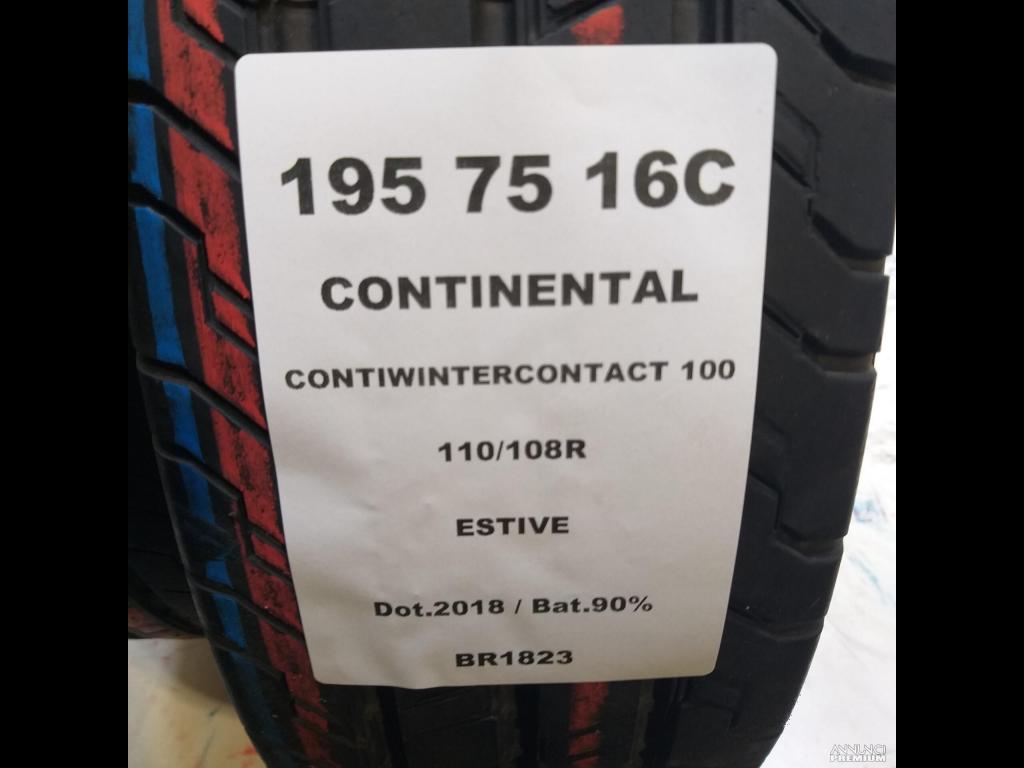 195 75 16C
CONTINENTAL
CONTIWINTERCONTACT 100
110/108R
ESTIVE
Dot.2018 / Bat.90%
BR1823
ANNUNCI
PREMIUM